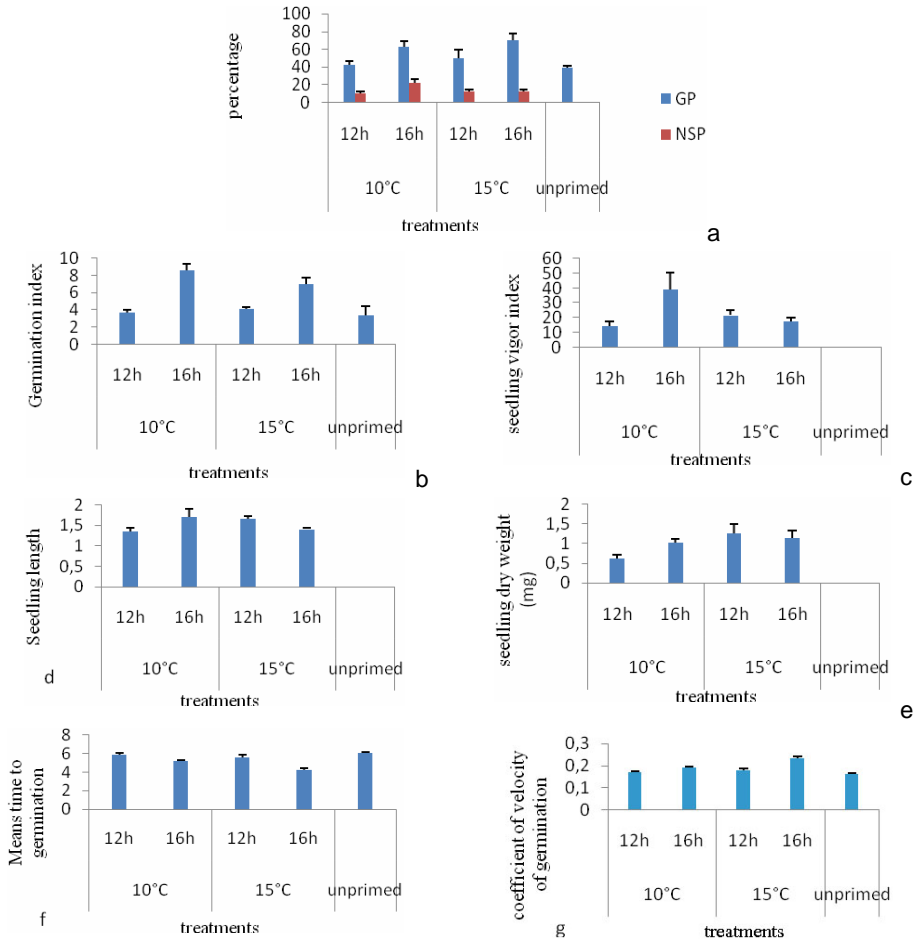 100
80
60
40
20
0
percentage
12h 16h 12h 16h
10°C 15°C unprimed
treatments
GP
NSP
a
10
8
6
4
2
0
Germination index
12h 16h 12h 16h
10°C 15°C unprimed
treatments
b
60
50
40
30
20
10
0
seedling vigor index
12h 16h 12h 16h
10°C 15°C unprimed
treatments
c
2
1,5
1
0,5
0
Seedling length
12h 16h 12h 16h
10°C 15°C unprimed
treatments
d
2
1,5
1
0,5
0
seedling dry weight
(mg)
12h 16h 12h 16h
10°C 15°C unprimed
treatments
e
8
6
4
2
0
Means time to
germination
12h 16h 12h 16h
10°C 15°C unprimed
treatments
f
0,3
0,2
0,1
0
coefficient of velocity
of germination
12h 16h 12h 16h
10°C 15°C unprimed
treatments
g